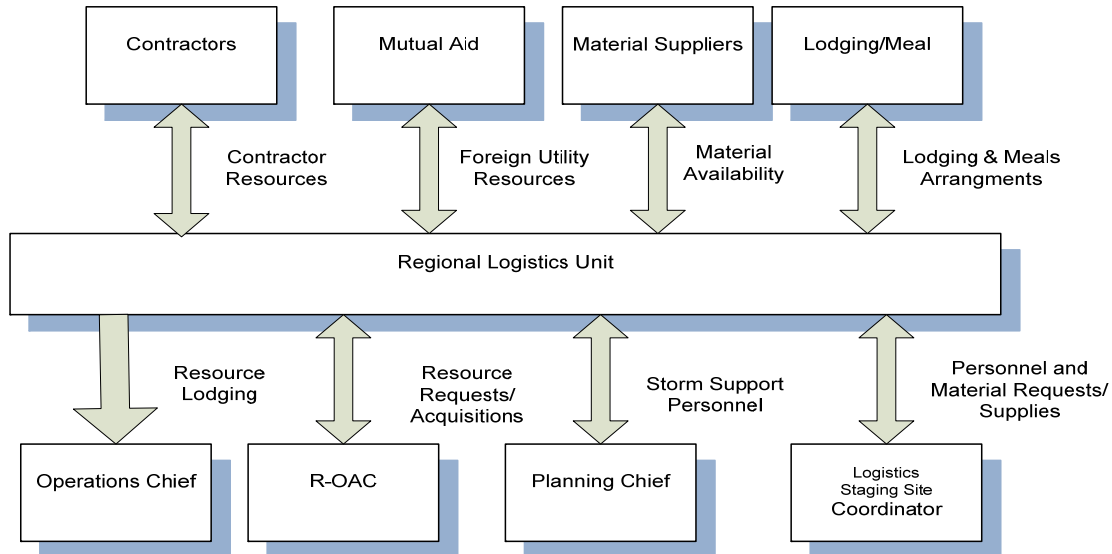 Contractors
Mutual Aid
Material Suppliers
Lodging/Meal
Contractor
Resources
Foreign Utility
Resources
Material
Availability
Lodging & Meals
Arrangments
Regional Logistics Unit
Resource
Lodging
Resource
Requests/
Acquisitions
Storm Support
Personnel
Personnel and
Material Requests/
Supplies
Operations Chief
R-OAC
Planning Chief
Logistics
Staging Site
Coordinator